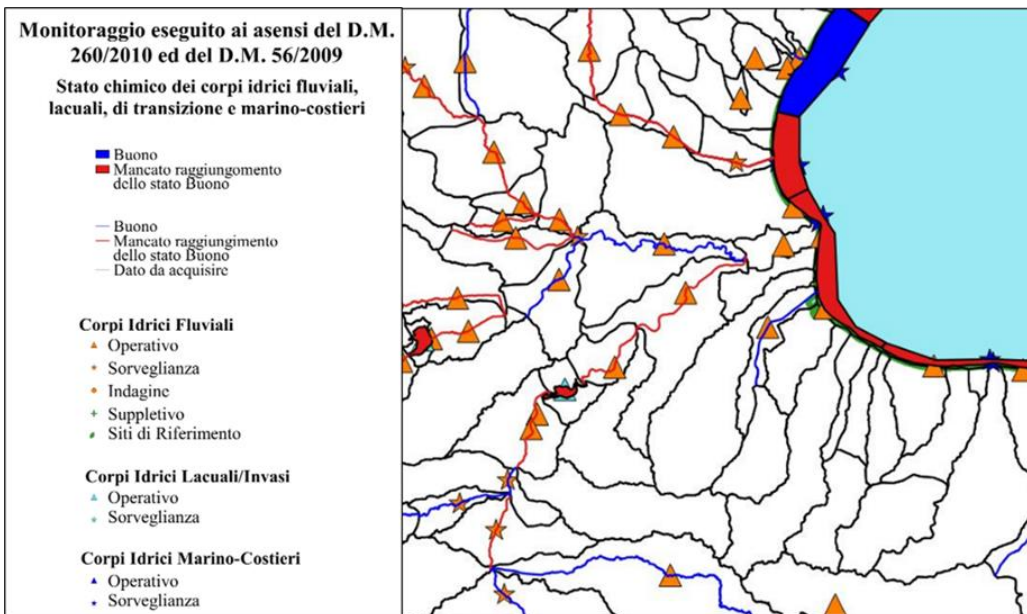 Monitoraggio eseguito ai asensi del D.M.
260/2010 ed del D.M. 56/2009
Stato chimico dei corpi idrici fluviali,
lacuali, di transizione e marino-costieri
Buono
Mancato raggiungomento
dello stato Buono
Buono
Mancato raggiungimento
dello stato Buono
Dato da acquisire
Corpi Idrici Fluviali
Operativo
Sorveglianza
Indagine
Suppletivo
Siti di Riferimento
Corpi Idrici Lacuali/Invasi
Operativo
Sorveglianza
Corpi Idrici Marino-Costieri
Operativo
Sorveglianza